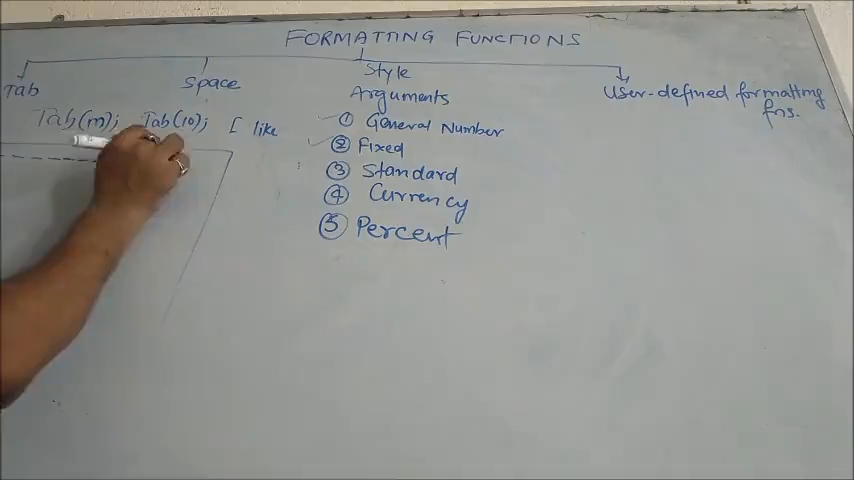 FORMATTING FUNCTIONS
Tab
Space
Style
Arguments
User-defined formatting
fns.
Tab(m); Tab(10); [ like
① General Number
② Fixed
③ Standard
④ Currency
⑤ Percent